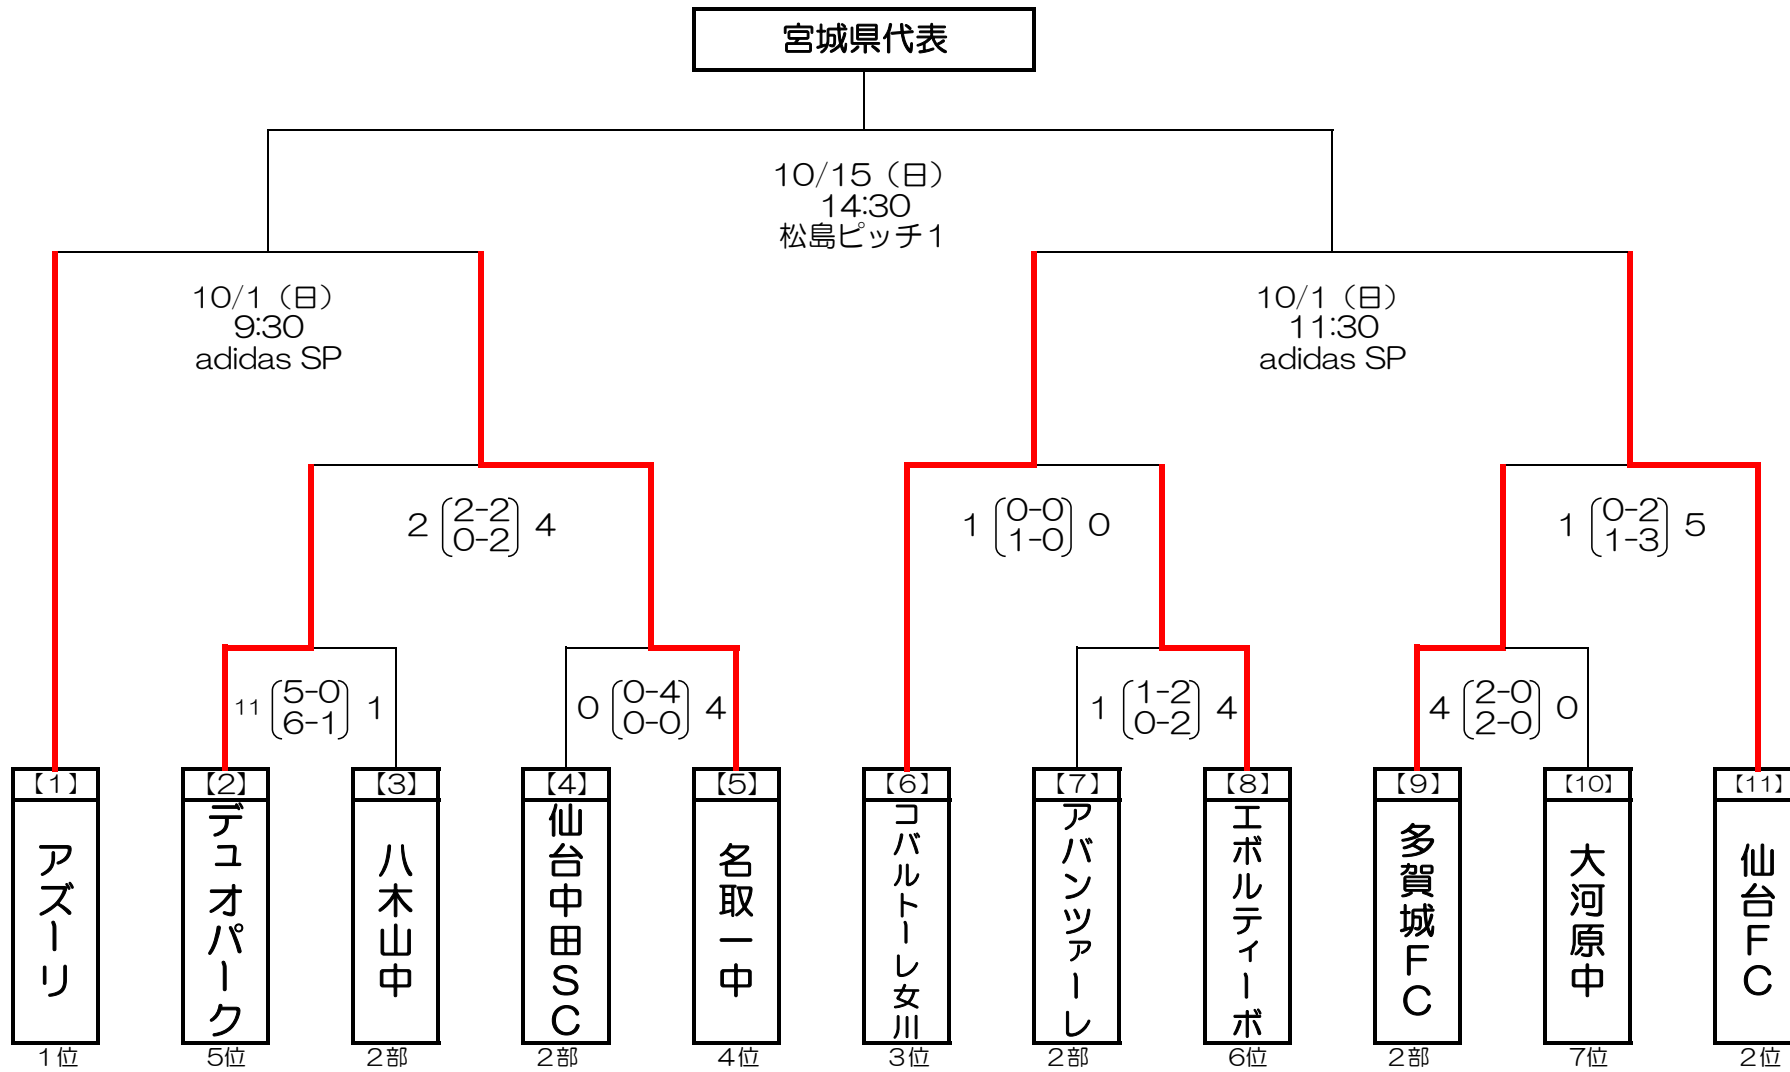 宮城県代表
10/15（日）
14:30
松島ピッチ1
10/1（日）
9:30
adidas SP
10/1（日）
11:30
adidas SP
2 2-2 4
0-2
1 0-0 0
1-0
1 0-2 5
1-3
11 5-0 1
6-1
0 0-4 4
0-0
1 1-2 4
0-2
4 2-0 0
2-0
【1】
アズーリ
1位
【2】
デュオパーク
5位
【3】
八木山中
2部
【4】
仙台中田SC
2部
【5】
名取一中
4位
【6】
コバルトーレ女川
3位
【7】
アバンツァーレ
2部
【8】
エボルティーボ
6位
【9】
多賀城FC
2部
【10】
大河原中
7位
【11】
仙台FC
2位